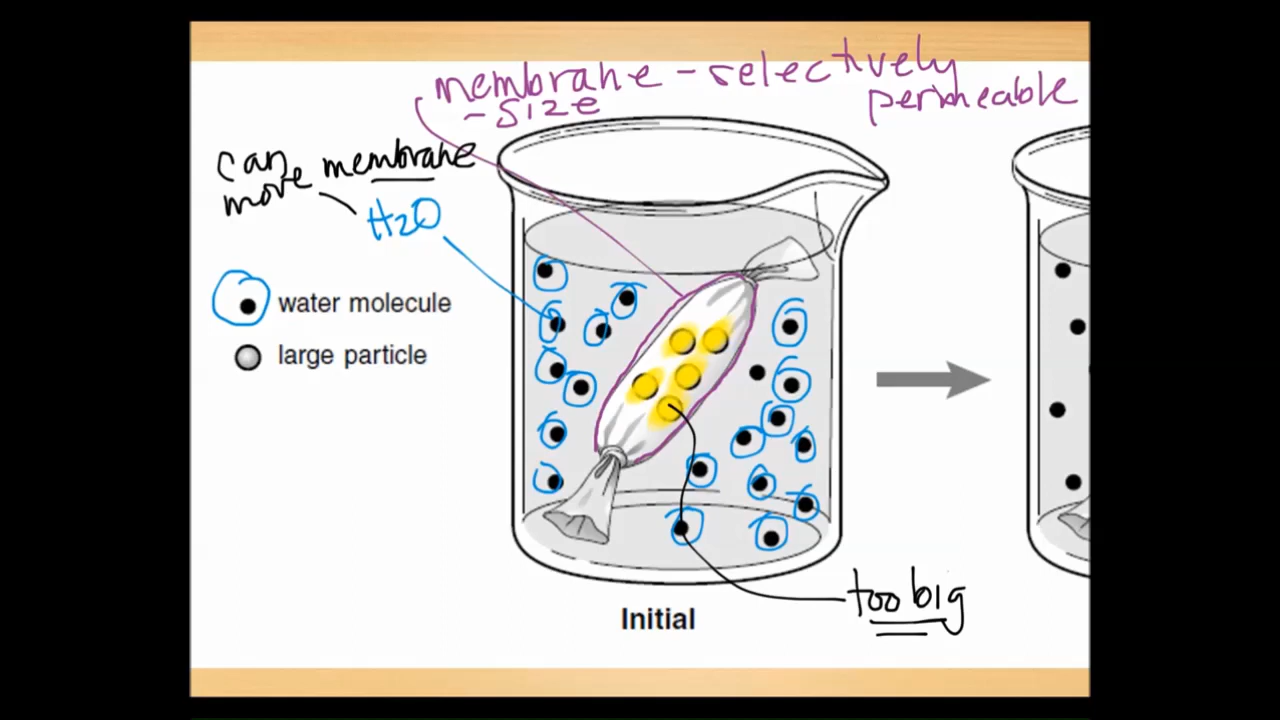 membrane - selectively
permeable
- size
can membrane
move
H2O
water molecule
large particle
too big
Initial